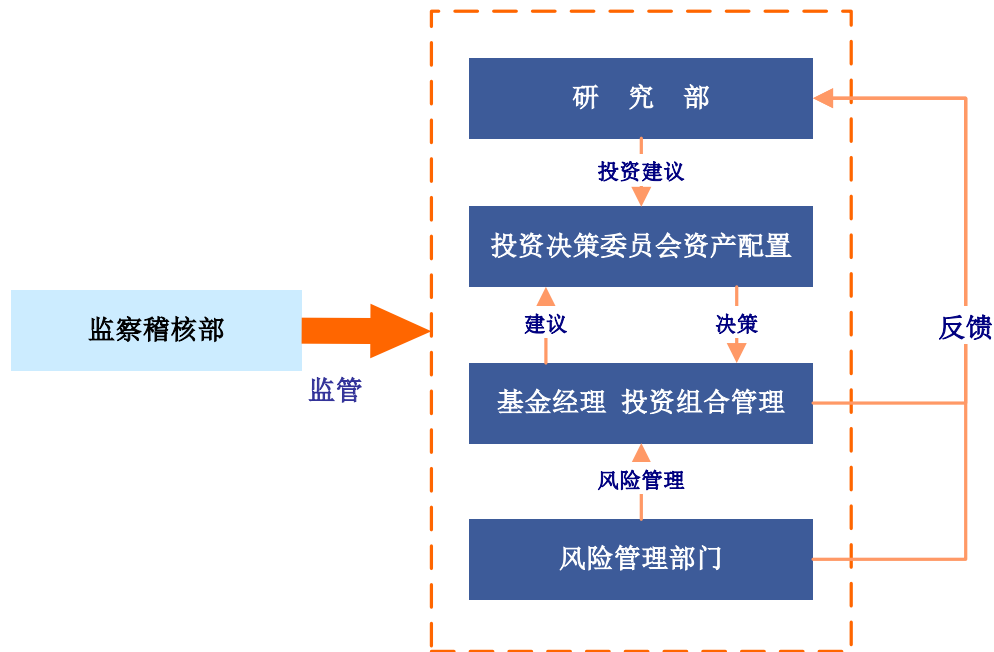 研 究 部
投资建议
投资决策委员会资产配置
建议
决策
监察稽核部
监管
反馈
基金经理 投资组合管理
风险管理
风险管理部门